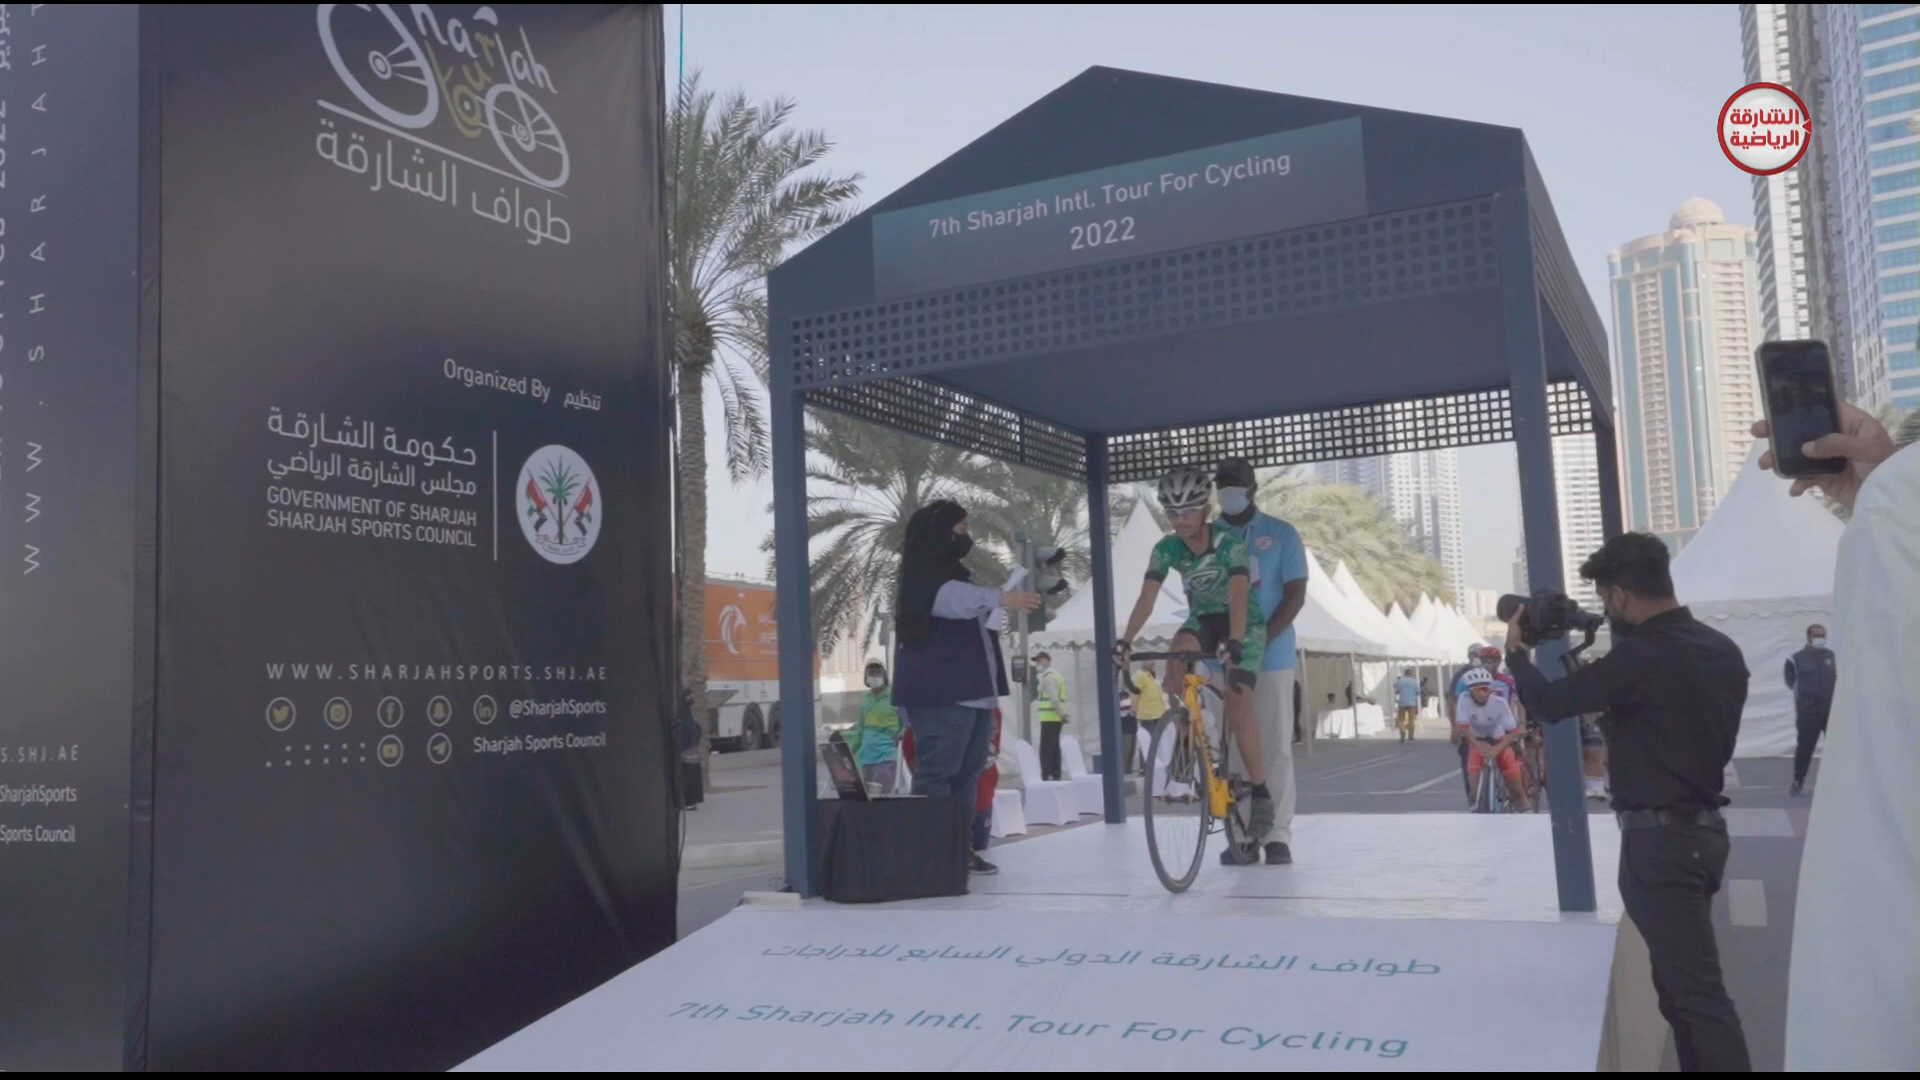 Sharjah
tour
طواف الشارقة
Organized By تنظيم
حكومة الشارقة
مجلس الشارقة الرياضي
GOVERNMENT OF SHARJAH
SHARJAH SPORTS COUNCIL
WWW.SHARJAHSPORTS.SHJ.AE
@SharjahSports
Sharjah Sports Council
WWW.SHARJAH
S.SHJ.AE
SharjahSports
Sports Council
7th Sharjah Intl. Tour For Cycling
2022
الشارقة
الرياضية
طواف الشارقة الدولي السابع للدراجات
7th Sharjah Intl. Tour For Cycling